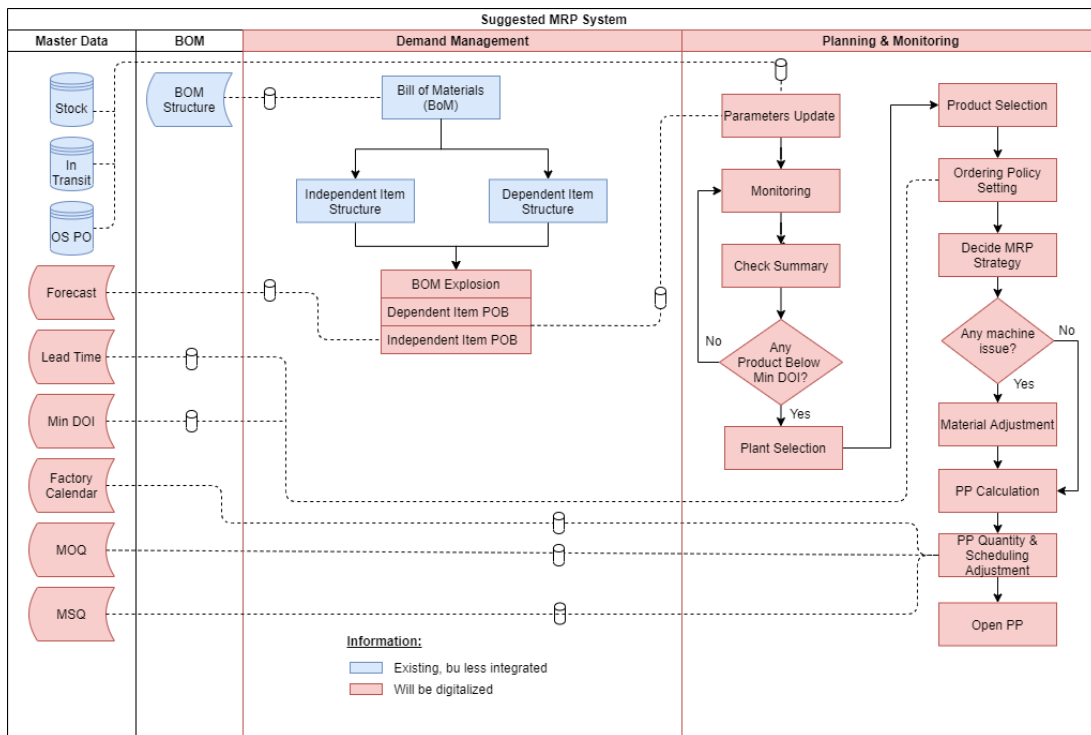 Suggested MRP System
Master Data
BOM
Demand Management
Planning & Monitoring
Stock
In
Transit
OS PO
Forecast
Lead Time
Min DOI
Factory
Calendar
MOQ
MSQ
BOM
Structure
Bill of Materials
(BoM)
Independent Item
Structure
Dependent Item
Structure
BOM Explosion
Dependent Item POB
Independent Item POB
Parameters Update
Monitoring
Check Summary
No
Any
Product Below
Min DOI?
Yes
Plant Selection
Product Selection
Ordering Policy
Setting
Decide MRP
Strategy
Any machine
issue?
No
Yes
Material Adjustment
PP Calculation
PP Quantity &
Scheduling
Adjustment
Open PP
Information:
Existing, bu less integrated
Will be digitalized